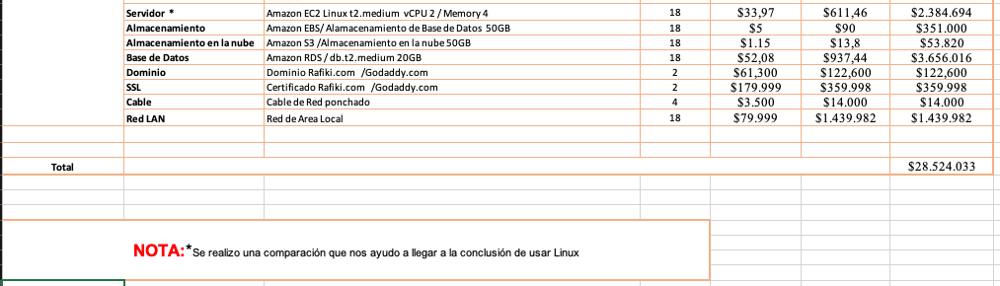 Servidor * Amazon EC2 Linux t2.medium vCPU 2 / Memory 4 18 $33,97 $611,46 $2.384.694
Almacenamiento Amazon EBS/ Alamacenamiento de Base de Datos 50GB 18 $5 $90 $351.000
Almacenamiento en la nube Amazon S3 /Almacenamiento en la nube 50GB 18 $1.15 $13,8 $53.820
Base de Datos Amazon RDS / db.t2.medium 20GB 18 $52,08 $937,44 $3.656.016
Dominio Dominio Rafiki.com /Godaddy.com 2 $61,300 $122,600 $122,600
SSL Certificado Rafiki.com /Godaddy.com 2 $179.999 $359.998 $359.998
Cable Cable de Red ponchado 4 $3.500 $14.000 $14.000
Red LAN Red de Area Local 18 $79.999 $1.439.982 $1.439.982
Total $28.524.033
NOTA:*Se realizo una comparación que nos ayudo a llegar a la conclusión de usar Linux